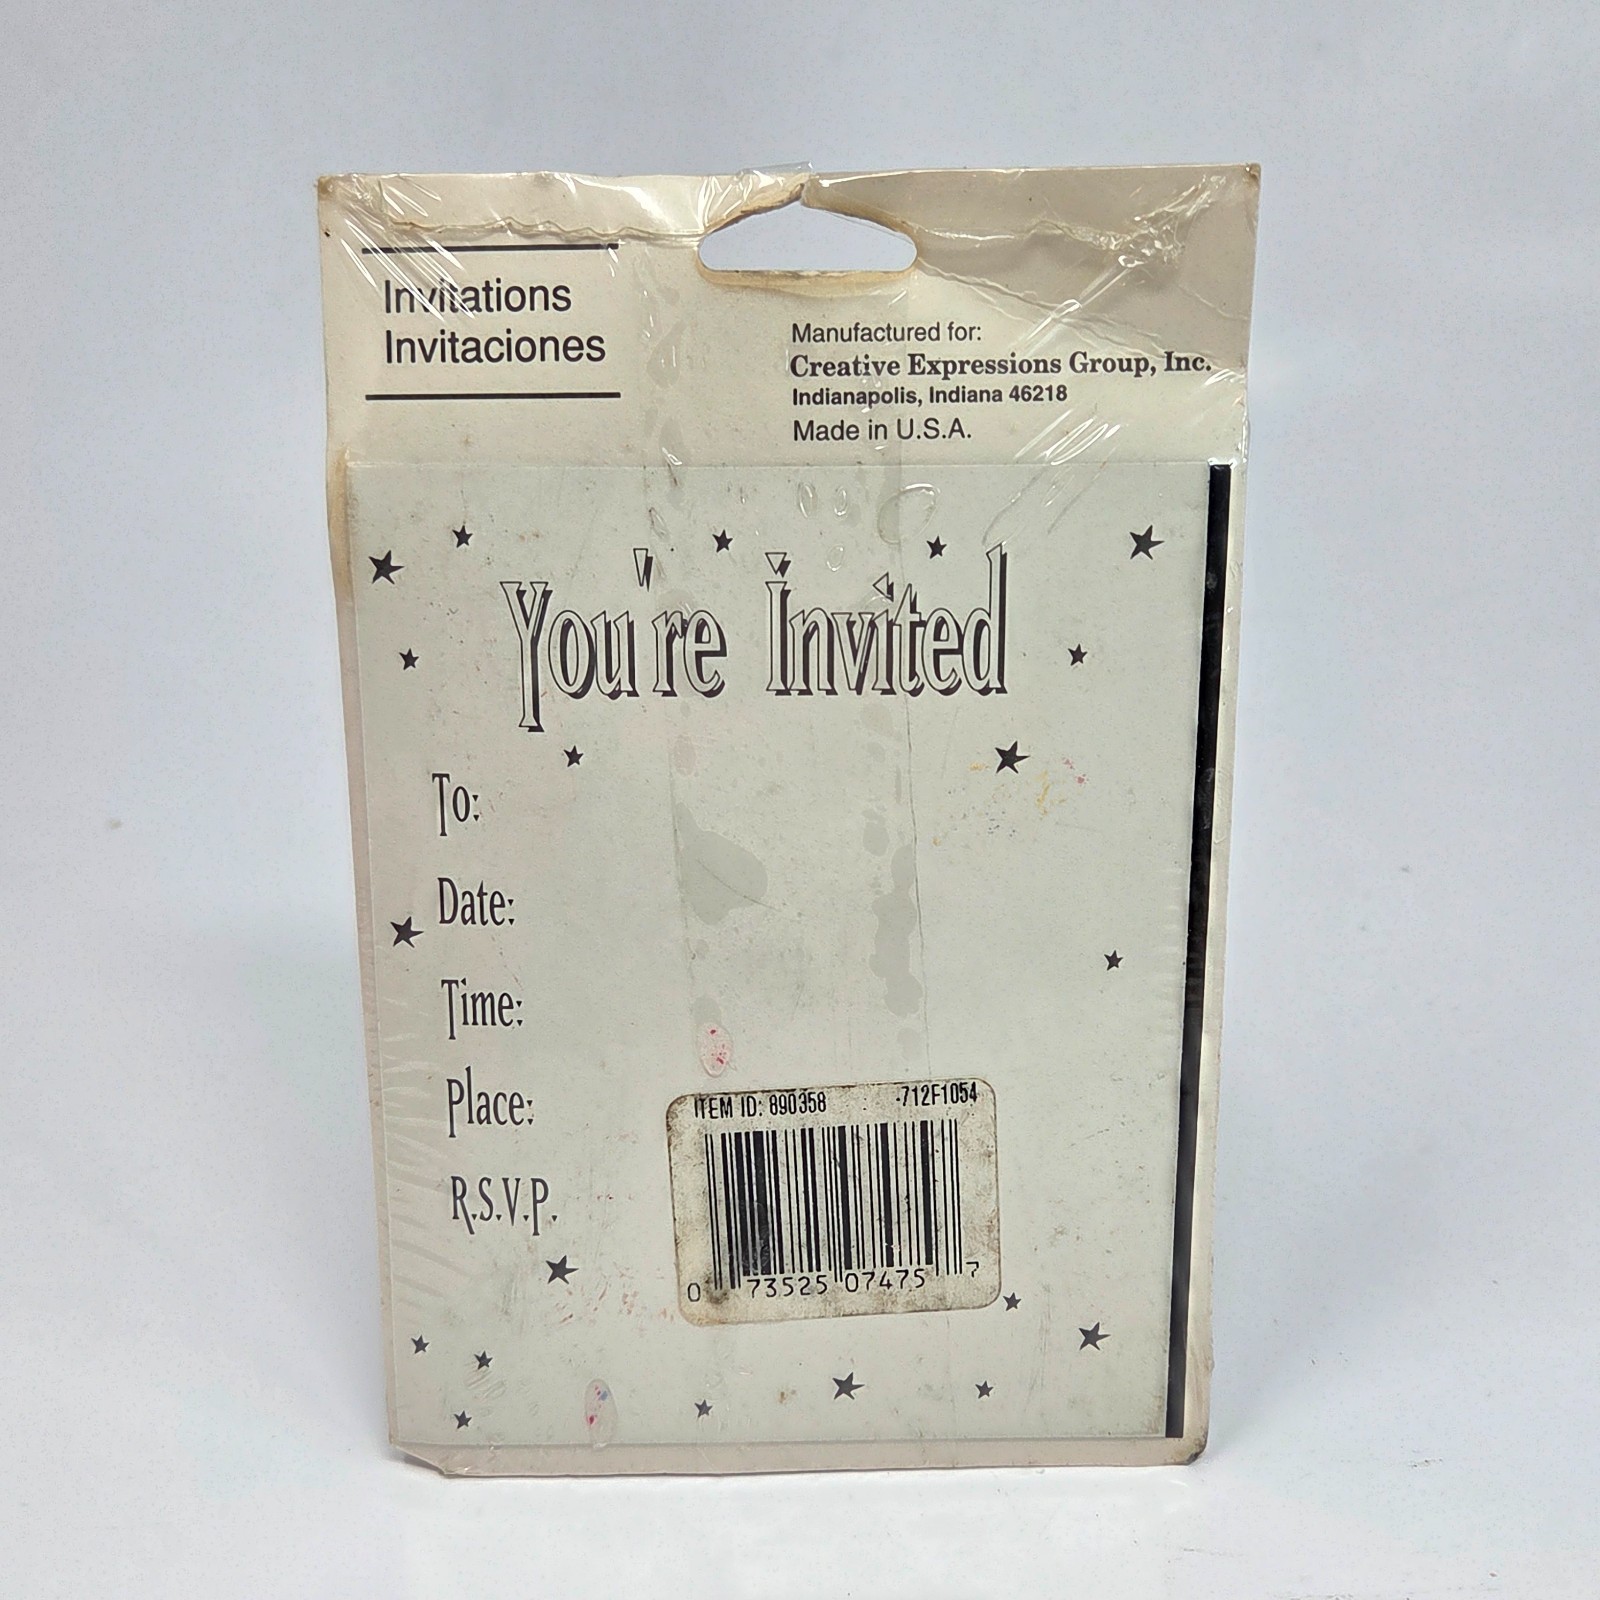 Invitations
Invitaciones
Manufactured for:
Creative Expressions Group, Inc.
Indianapolis, Indiana 46218
Made in U.S.A.
You're Invited
To:
Date:
Time:
Place:
R.S.V.P.
ITEM ID: 890358 -712F1054
0 73525 07475 7